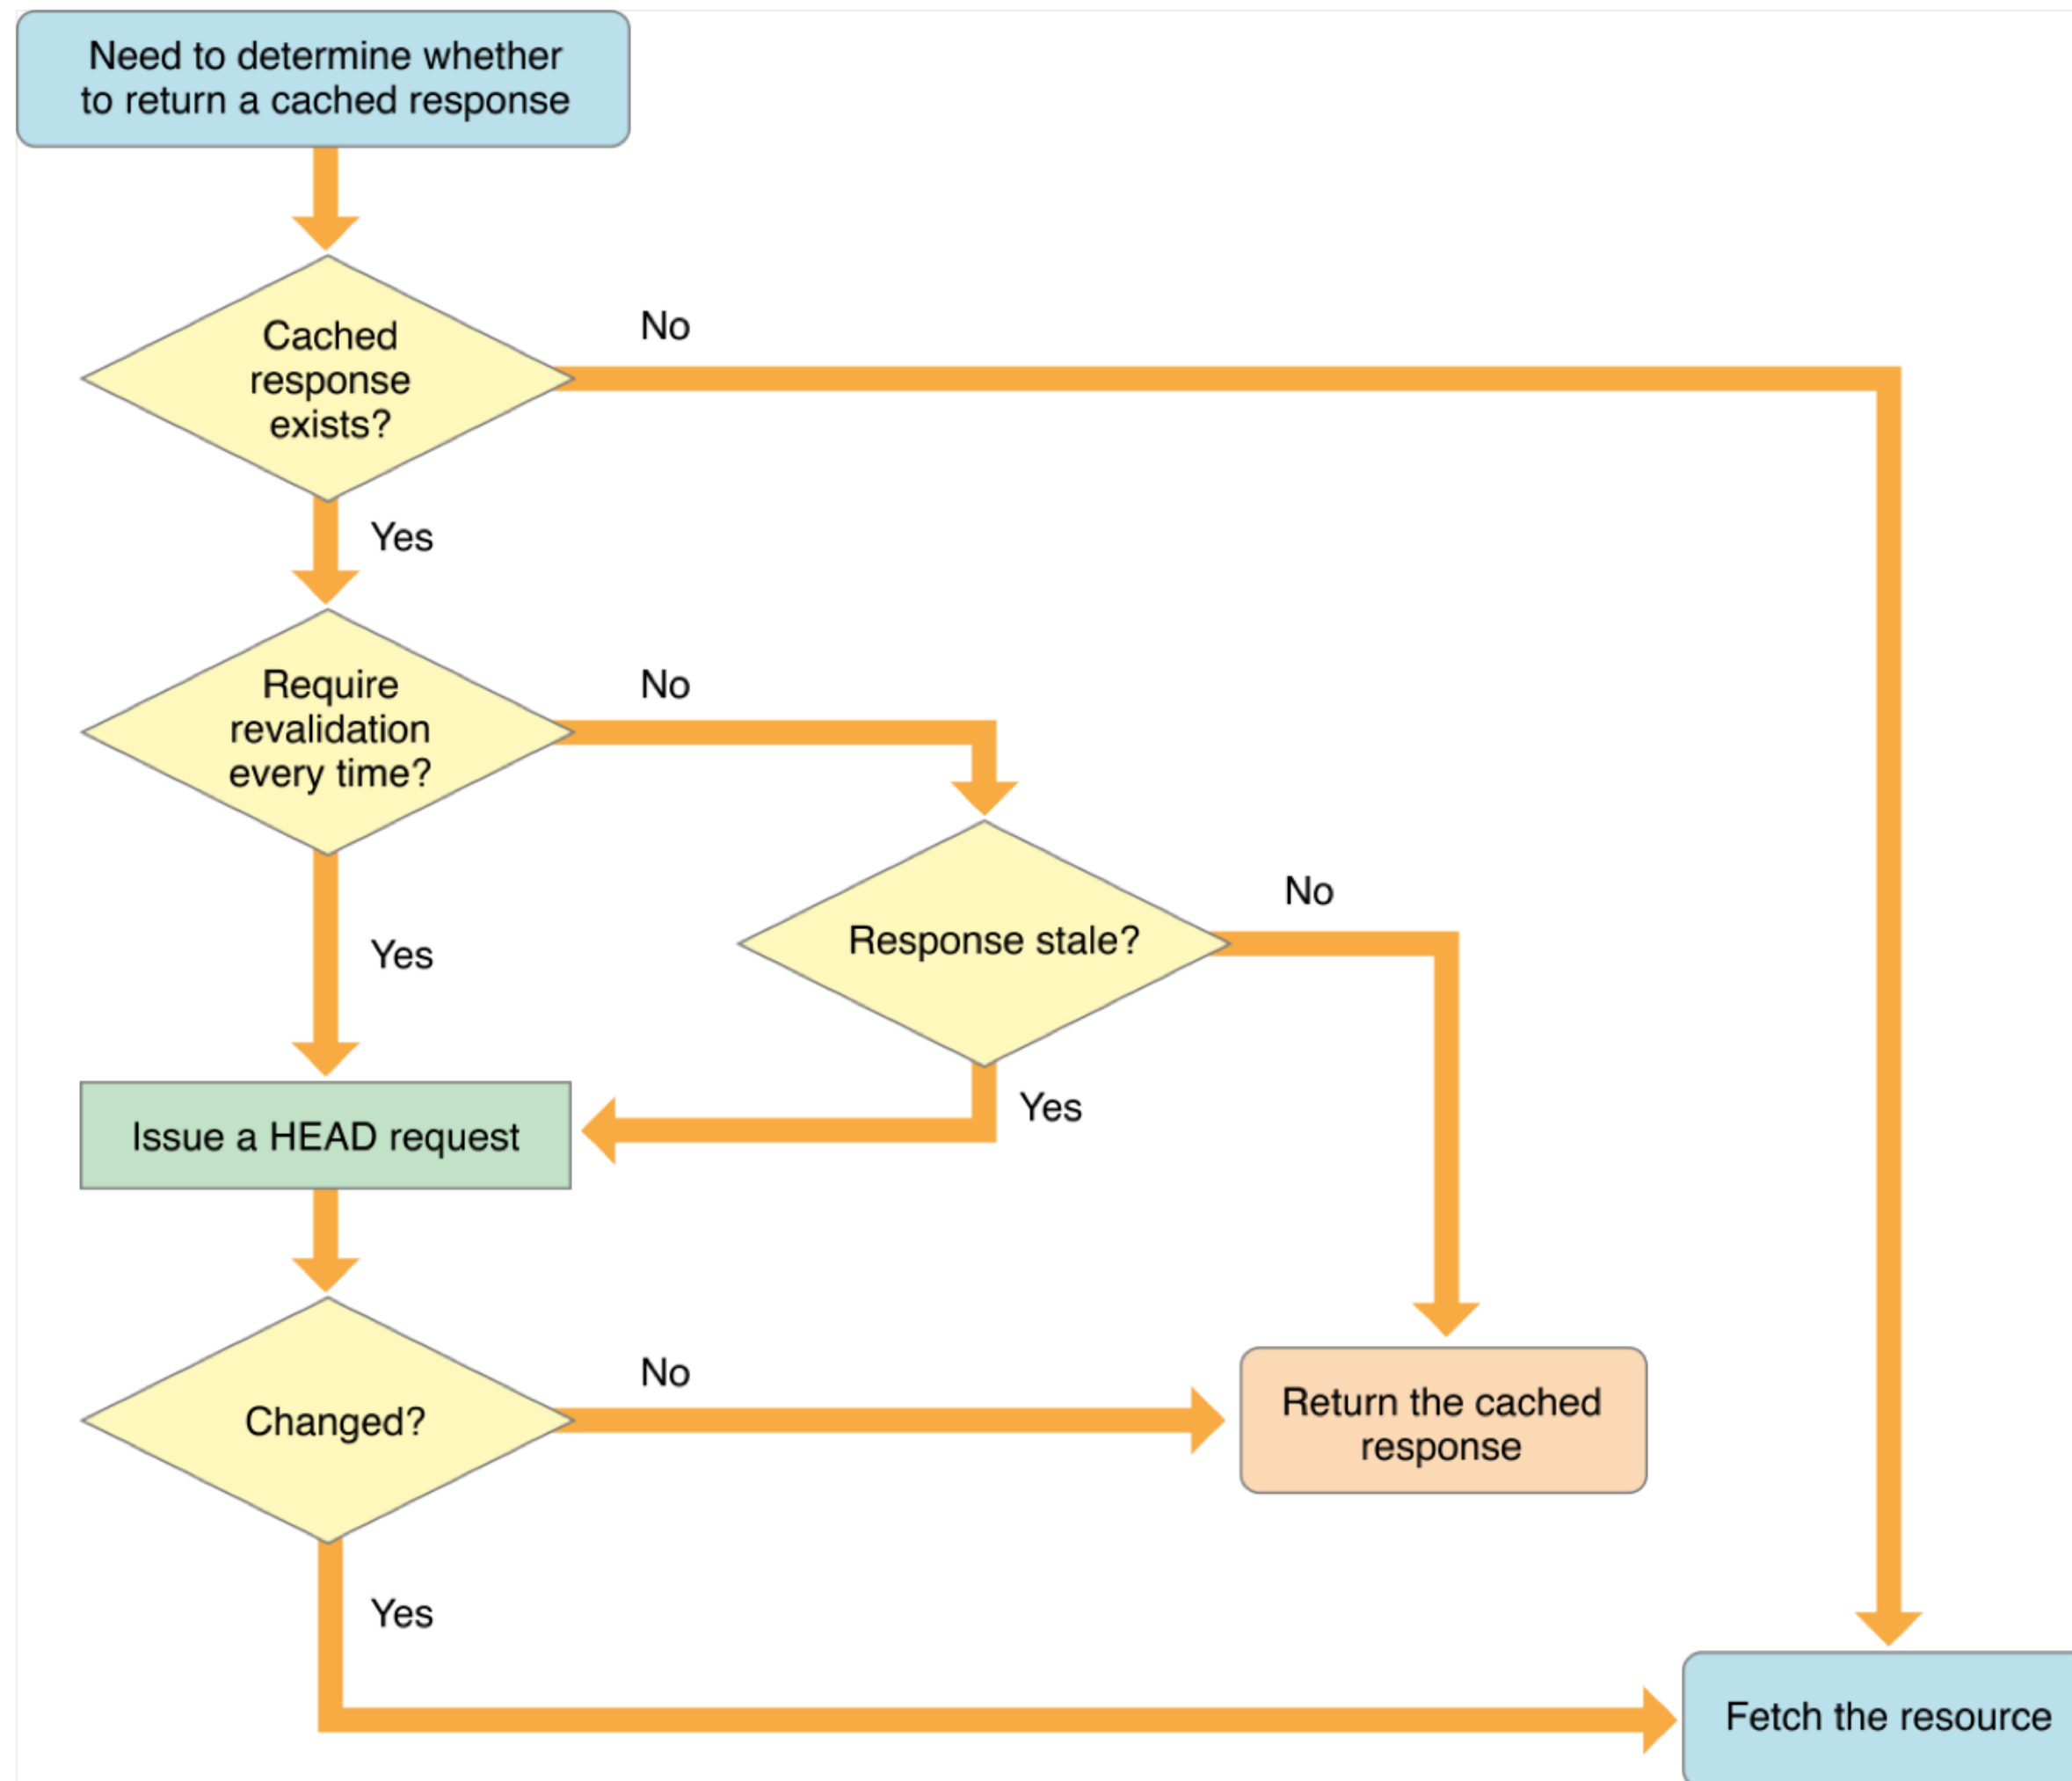 Need to determine whether
to return a cached response
Cached
response
exists?
No
Yes
Require
revalidation
every time?
No
Yes
Response stale?
No
Yes
Issue a HEAD request
Changed?
No
Return the cached
response
Yes
Fetch the resource